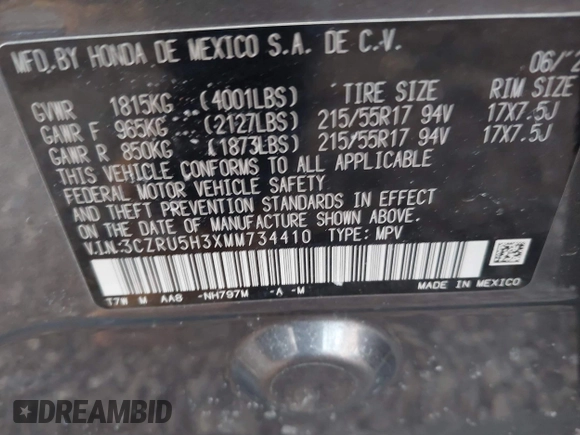 MFD. BY HONDA DE MEXICO S.A. DE C.V.
06/2
TIRE SIZE RIM SIZE
GVWR 1815KG (4001LBS)
GAWR F 965KG (2127LBS) 215/55R17 94V 17X7.5J
GAWR R 850KG (1873LBS) 215/55R17 94V 17X7.5J
THIS VEHICLE CONFORMS TO ALL APPLICABLE
FEDERAL MOTOR VEHICLE SAFETY
AND THEFT PREVENTION STANDARDS IN EFFECT
ON THE DATE OF MANUFACTURE SHOWN ABOVE.
V.I.N:3CZRU5H3XMM734410 TYPE: MPV
T7W M AA8 -NH797M -A -M
MADE IN MEXICO
DREAMBID